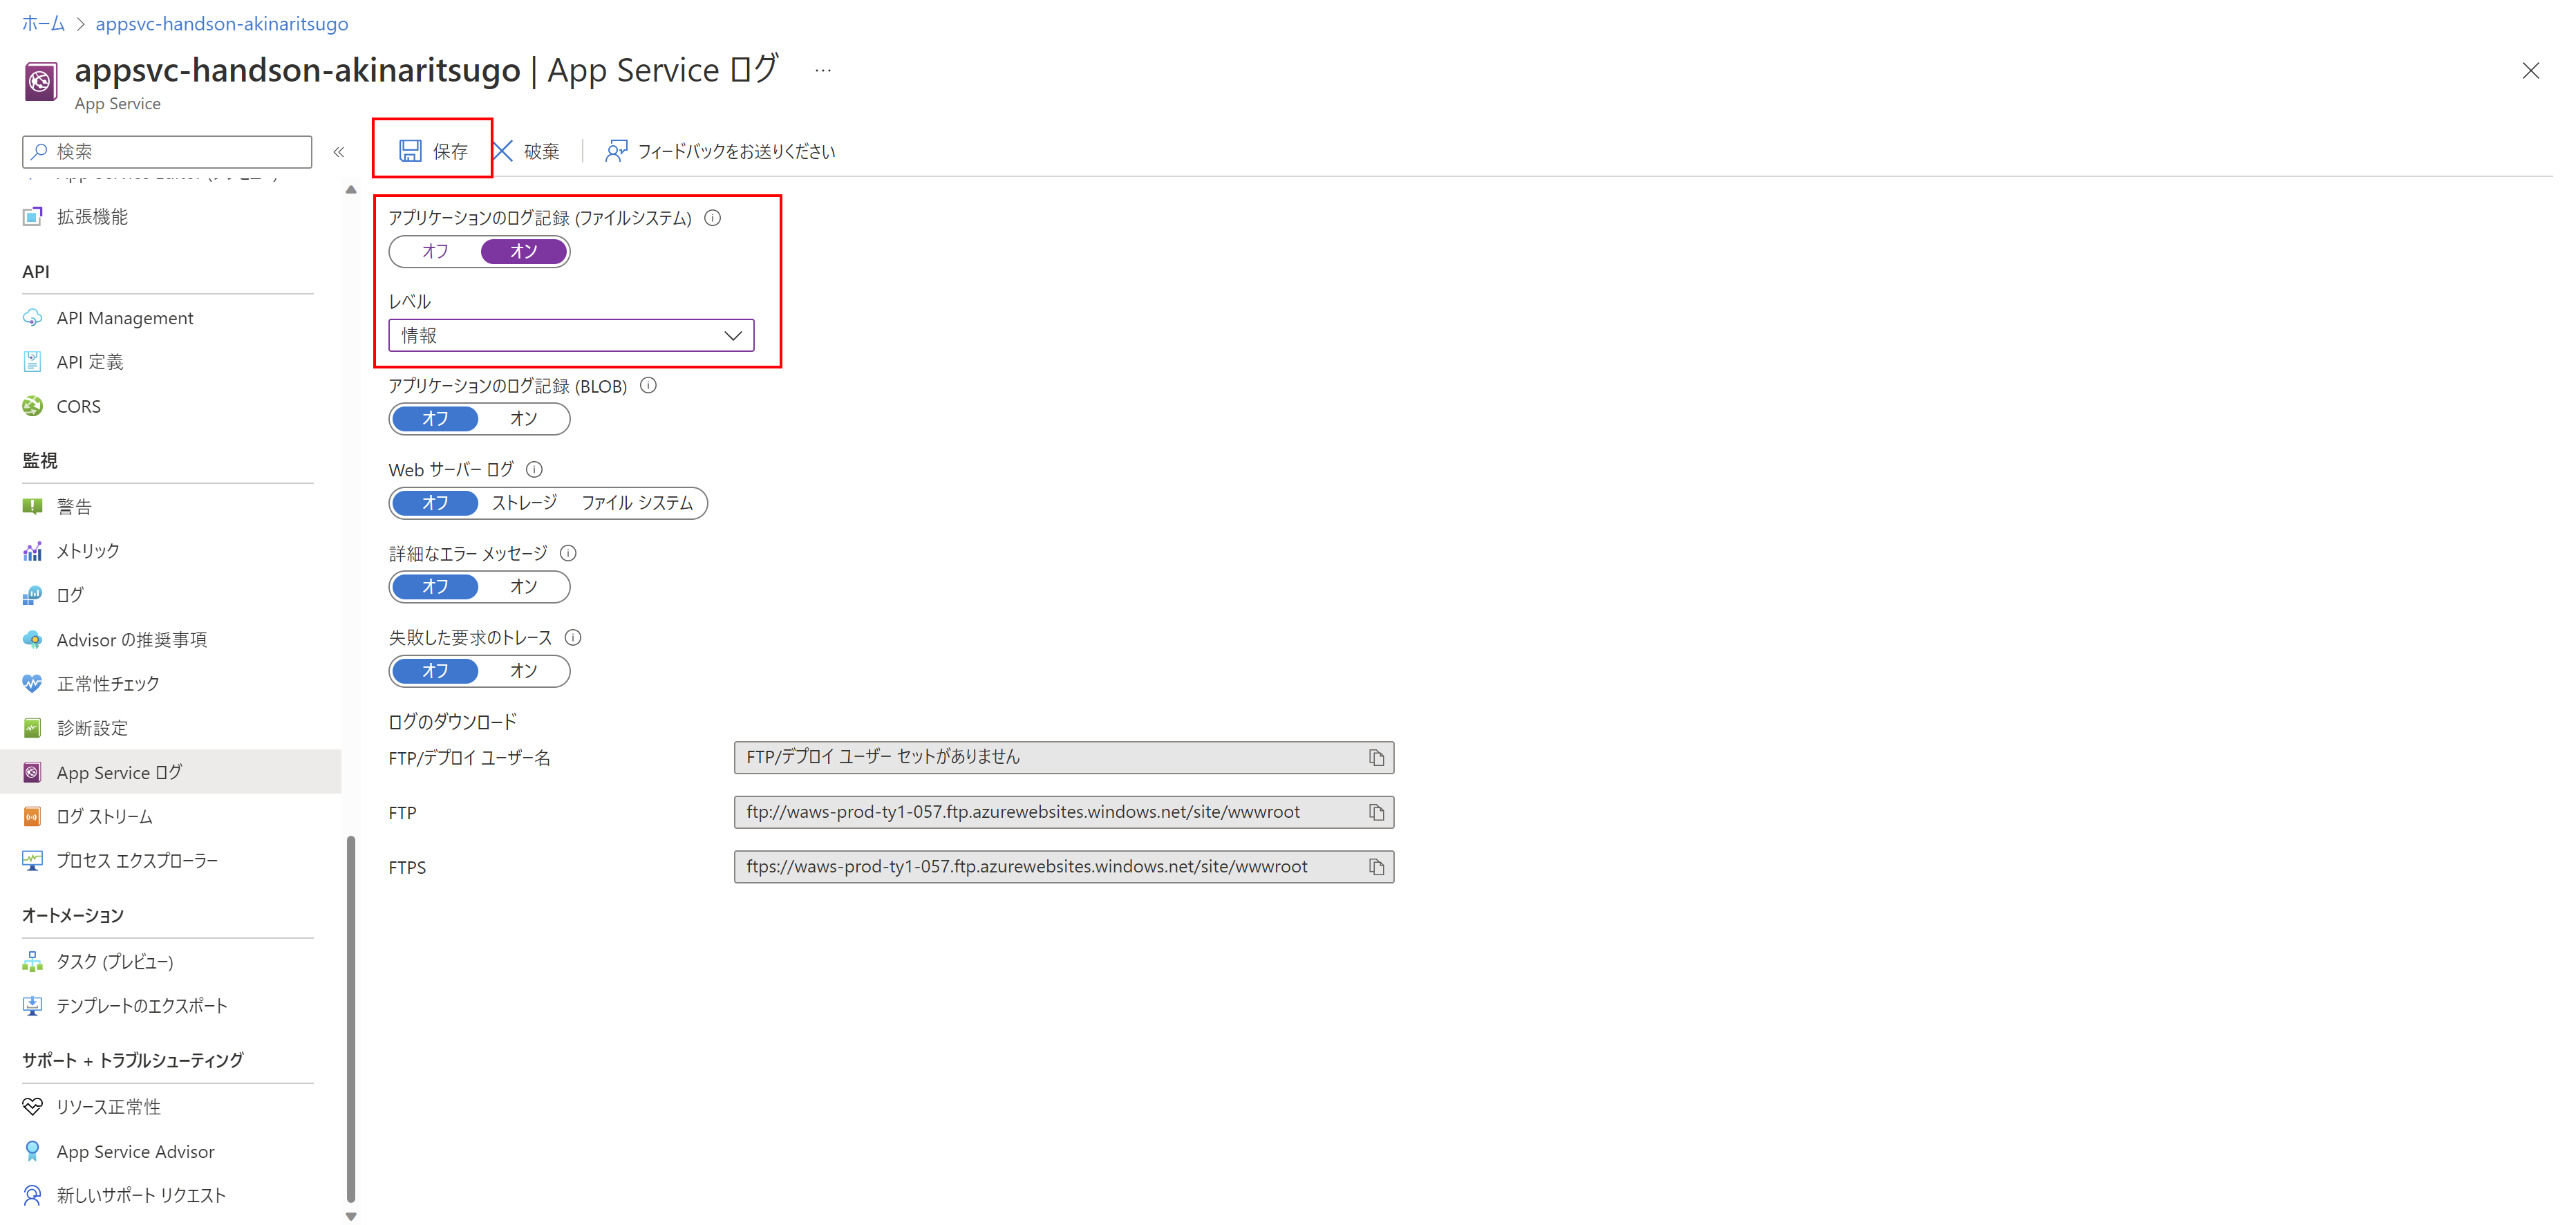 ホーム > appsvc-handson-akinaritsugo
appsvc-handson-akinaritsugo | App Service ログ ...
App Service
検索 «
保存
破棄
フィードバックをお送りください
拡張機能
API
API Management
API 定義
CORS
監視
警告
メトリック
ログ
Advisor の推奨事項
正常性チェック
診断設定
App Service ログ
ログ ストリーム
プロセス エクスプローラー
オートメーション
タスク (プレビュー)
テンプレートのエクスポート
サポート + トラブルシューティング
リソース正常性
App Service Advisor
新しいサポート リクエスト
アプリケーションのログ記録 (ファイルシステム)
オフ オン
レベル
情報
アプリケーションのログ記録 (BLOB)
オフ オン
Web サーバー ログ
オフ ストレージ ファイル システム
詳細なエラー メッセージ
オフ オン
失敗した要求のトレース
オフ オン
ログのダウンロード
FTP/デプロイ ユーザー名 FTP/デプロイ ユーザー セットがありません
FTP ftp://waws-prod-ty1-057.ftp.azurewebsites.windows.net/site/wwwroot
FTPS ftps://waws-prod-ty1-057.ftp.azurewebsites.windows.net/site/wwwroot